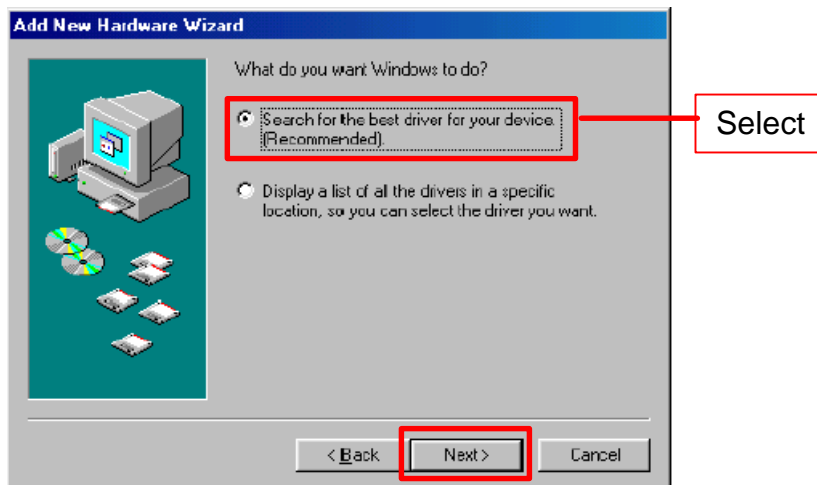 Add New Hardware Wizard
What do you want Windows to do?
Search for the best driver for your device.
(Recommended).
Select
Display a list of all the drivers in a specific
location, so you can select the driver you want.
< Back
Next >
Cancel